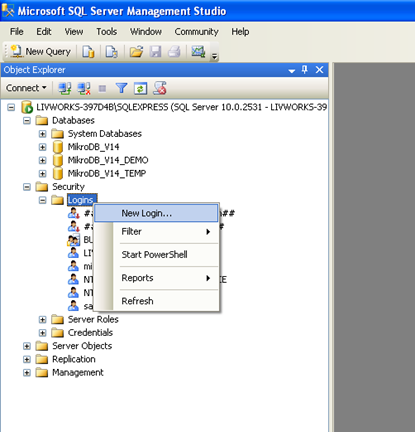 Microsoft SQL Server Management Studio
File Edit View Tools Window Community Help
New Query
Object Explorer
Connect
LIVWORKS-397D4B\SQLEXPRESS (SQL Server 10.0.2531 - LIVWORKS-39
Databases
System Databases
MikroDB_V14
MikroDB_V14_DEMO
MikroDB_V14_TEMP
Security
Logins
New Login...
Filter
Start PowerShell
Reports
Refresh
##
#
BU
LI
mi
NT
E
NT
sa
Server Roles
Credentials
Server Objects
Replication
Management